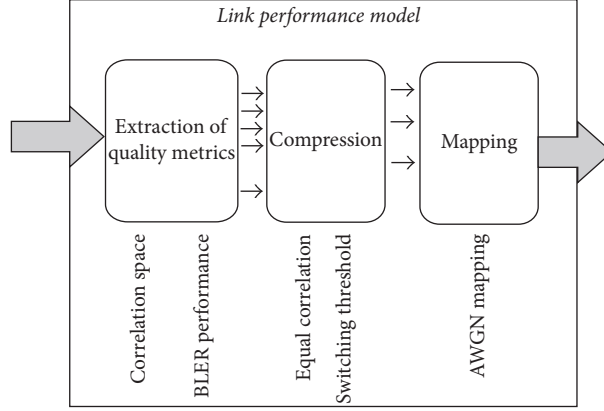 Link performance model
Extraction of
quality metrics
Compression
Mapping
Correlation space
BLER performance
Equal correlation
Switching threshold
AWGN mapping